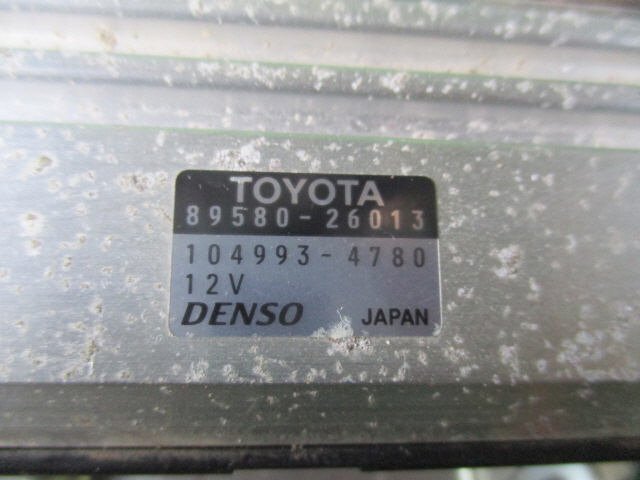 TOYOTA
89580-26013
104993-4780
12V
DENSO JAPAN